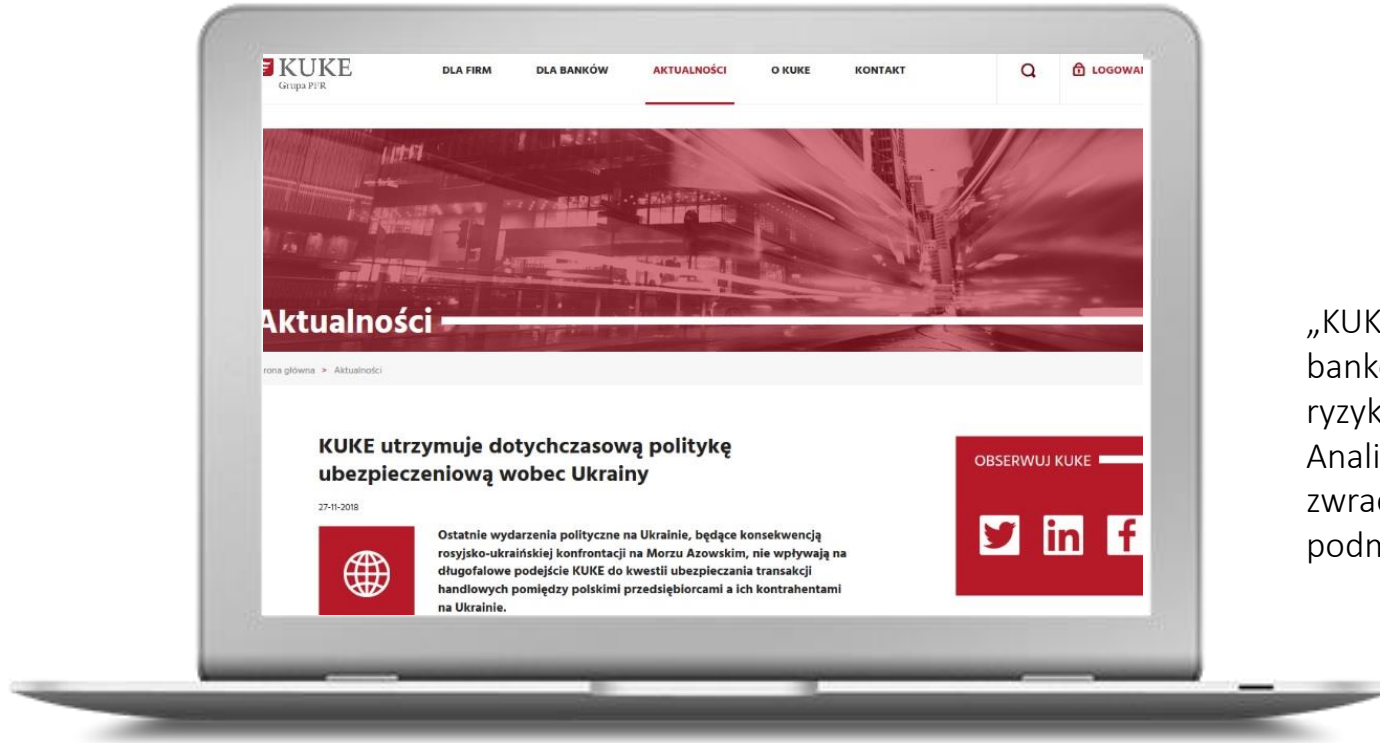 KUKE
Grupa PFR
DLA FIRM DLA BANKÓW AKTUALNOŚCI O KUKE KONTAKT LOGOWA
Aktualności
rona główna > Aktualności
KUKE utrzymuje dotychczasową politykę
ubezpieczeniową wobec Ukrainy
27-11-2018
Ostatnie wydarzenia polityczne na Ukrainie, będące konsekwencją
rosyjsko-ukraińskiej konfrontacji na Morzu Azowskim, nie wpływają na
długofalowe podejście KUKE do kwestii ubezpieczania transakcji
handlowych pomiędzy polskimi przedsiębiorcami a ich kontrahentami
na Ukrainie.
OBSERWUJ KUKE
„KUK
bank
ryzyk
Anali
zwra
podn